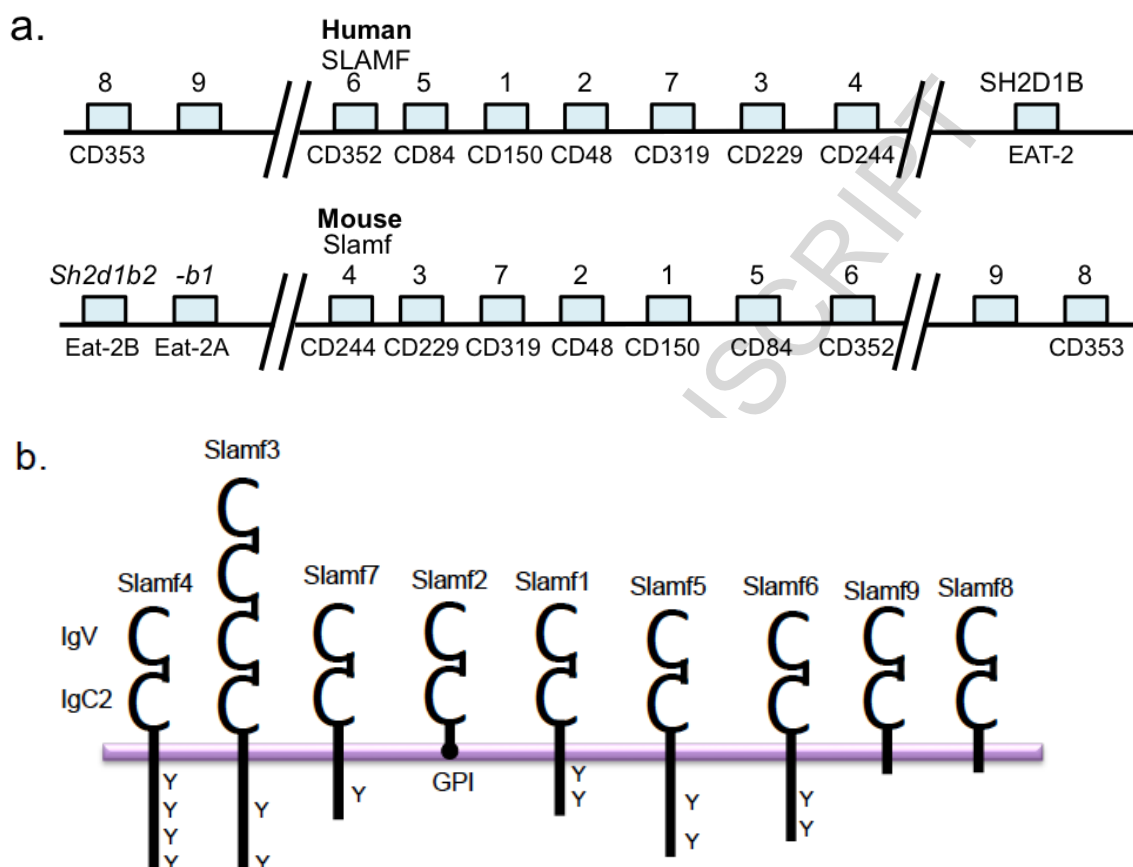 a.
Human
SLAMF
8 9 6 5 1 2 7 3 4 SH2D1B
CD353 CD352 CD84 CD150 CD48 CD319 CD229 CD244 EAT-2
Mouse
Slamf
Sh2d1b2 -b1 4 3 7 2 1 5 6 9 8
Eat-2B Eat-2A CD244 CD229 CD319 CD48 CD150 CD84 CD352 CD353
ISCRIPT
b.
Slamf3
Slamf4 Slamf7 Slamf2 Slamf1 Slamf5 Slamf6 Slamf9 Slamf8
IgV
IgC2
GPI
Y Y
Y Y Y Y Y Y Y
Y Y Y
Y Y